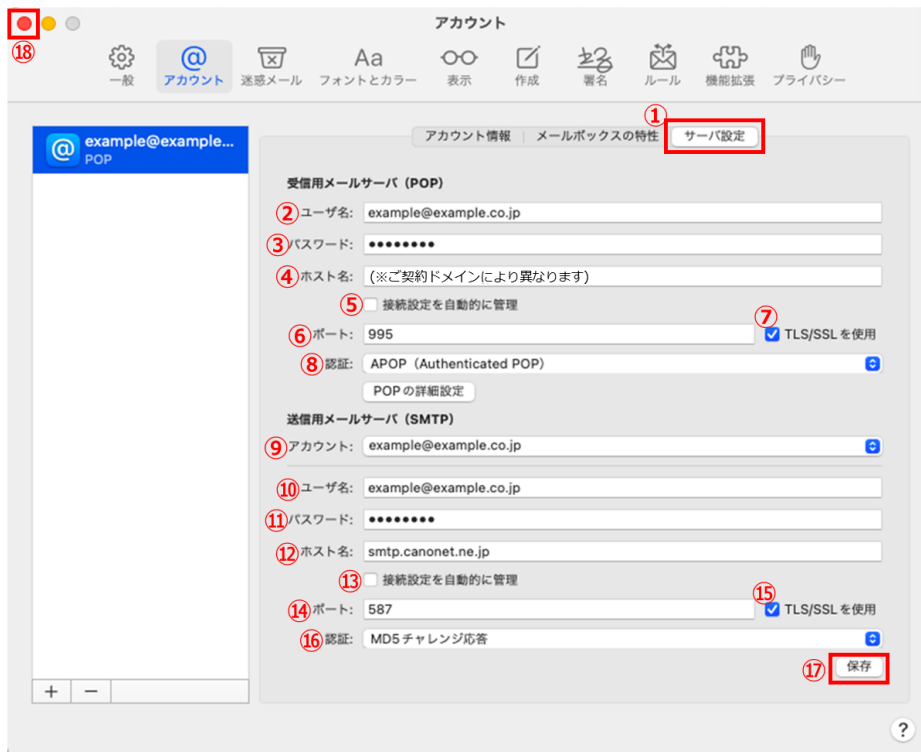 アカウント
⑱
一般 アカウント 迷惑メール フォントとカラー 表示 作成 署名 ルール 機能拡張 プライバシー
Aa
example@example...
POP
① アカウント情報 メールボックスの特性 サーバ設定
受信用メールサーバ（POP）
② ユーザ名: example@example.co.jp
③ パスワード: ••••••••
④ ホスト名: (※ご契約ドメインにより異なります)
⑤ 接続設定を自動的に管理
⑥ ポート: 995 ⑦ TLS/SSLを使用
⑧ 認証: APOP（Authenticated POP）
POPの詳細設定
送信用メールサーバ（SMTP）
⑨ アカウント: example@example.co.jp
⑩ ユーザ名: example@example.co.jp
⑪ パスワード: ••••••••
⑫ ホスト名: smtp.canonet.ne.jp
⑬ 接続設定を自動的に管理
⑭ ポート: 587 ⑮ TLS/SSLを使用
⑯ 認証: MD5チャレンジ応答
⑰ 保存
+ −
?